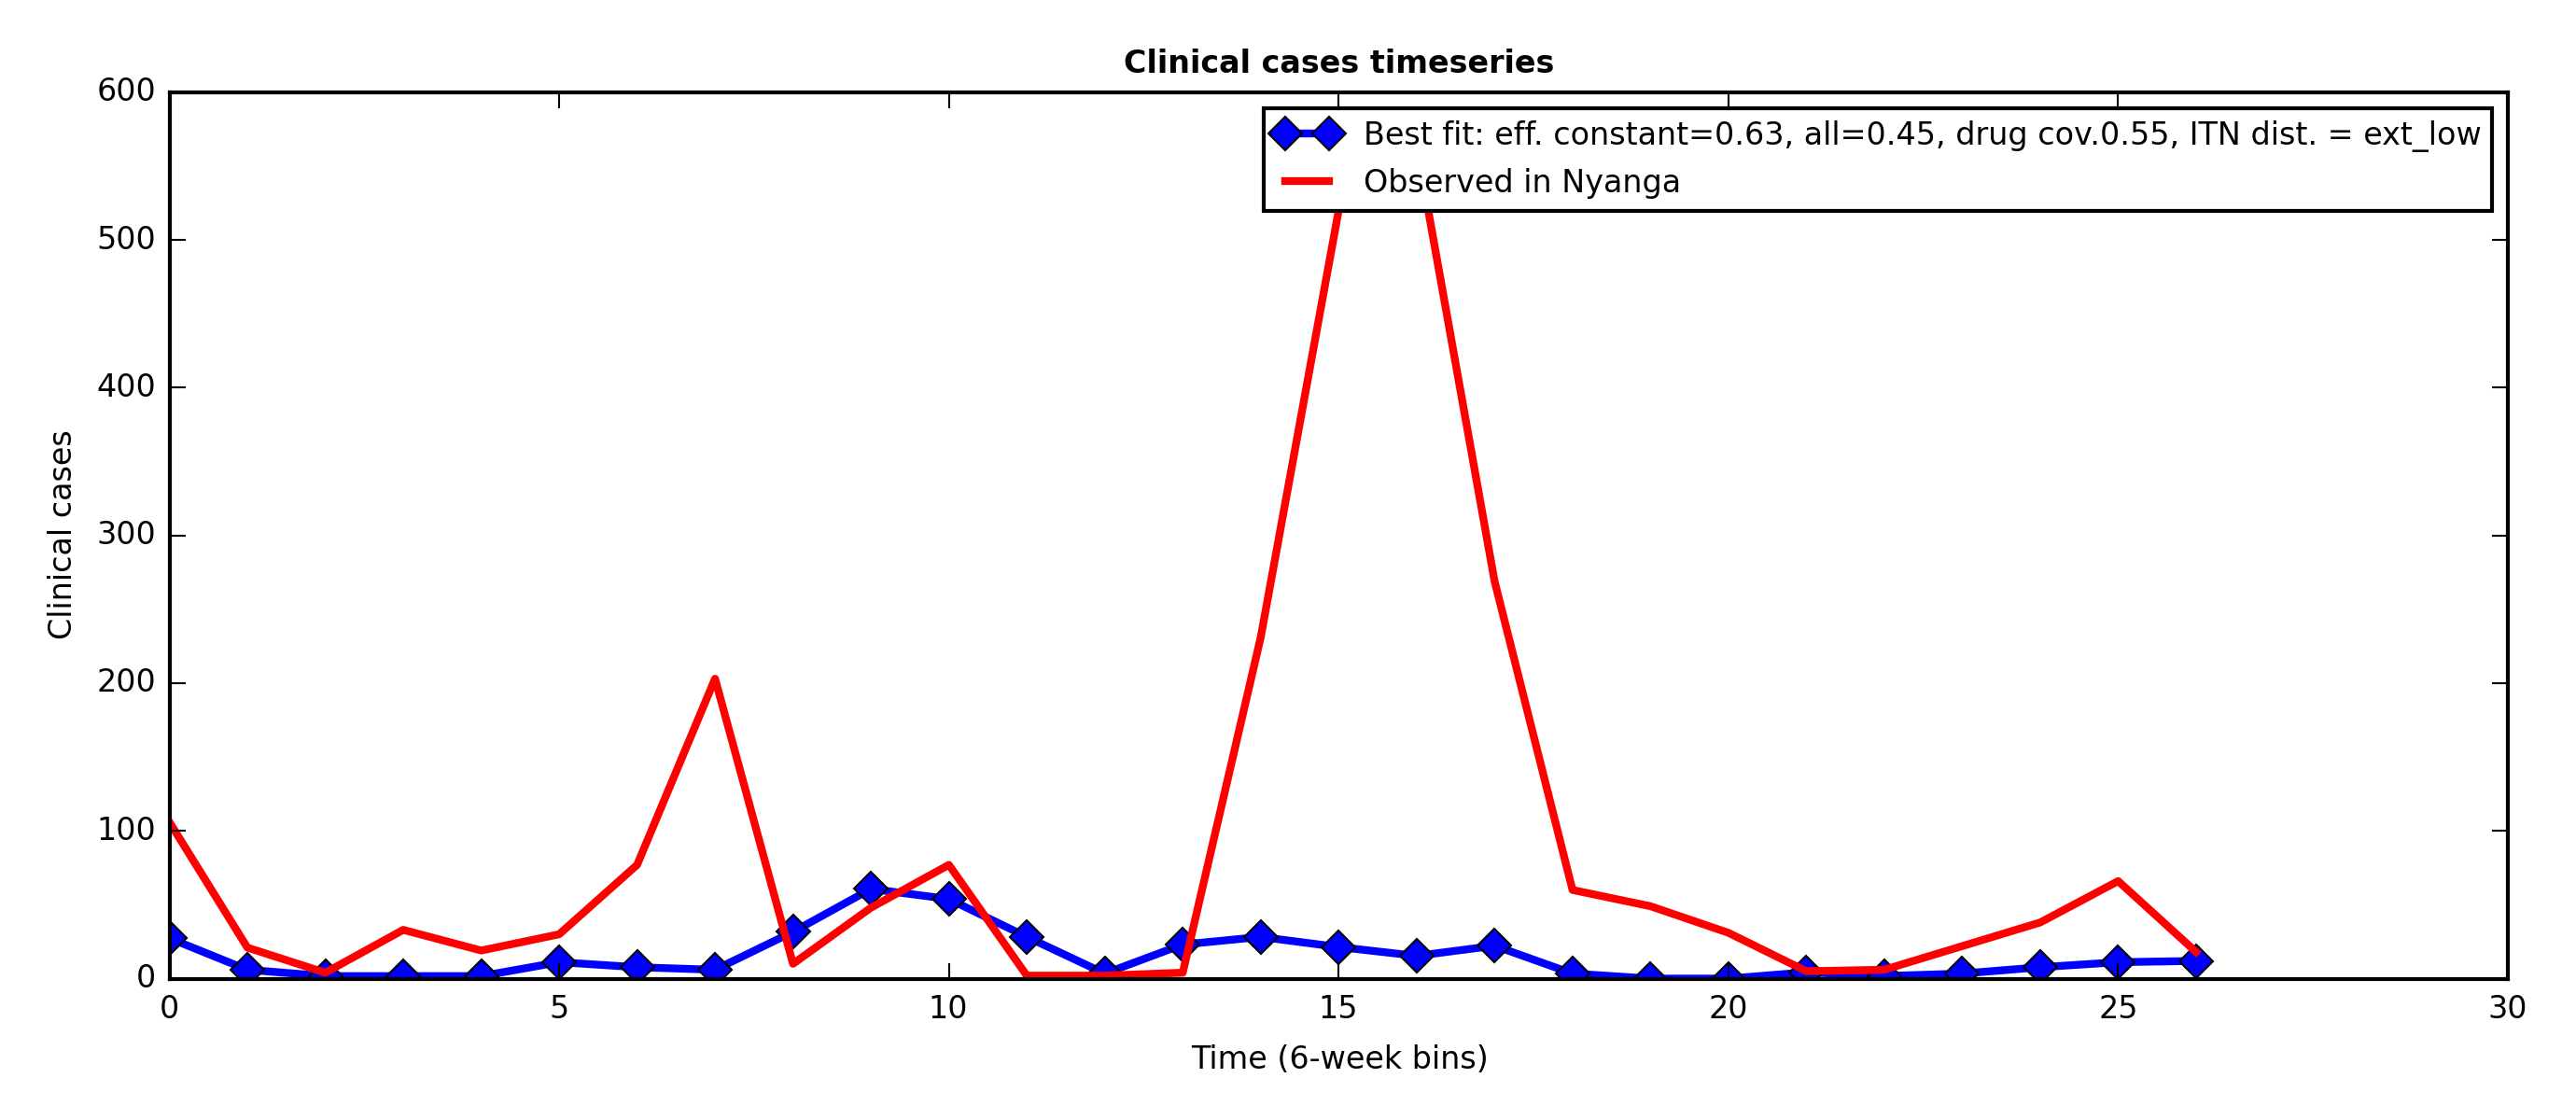 Clinical cases timeseries
600
500
400
300
200
100
0
Clinical cases
Best fit: eff. constant=0.63, all=0.45, drug cov.0.55, ITN dist. = ext_low
Observed in Nyanga
0 5 10 15 20 25 30
Time (6-week bins)